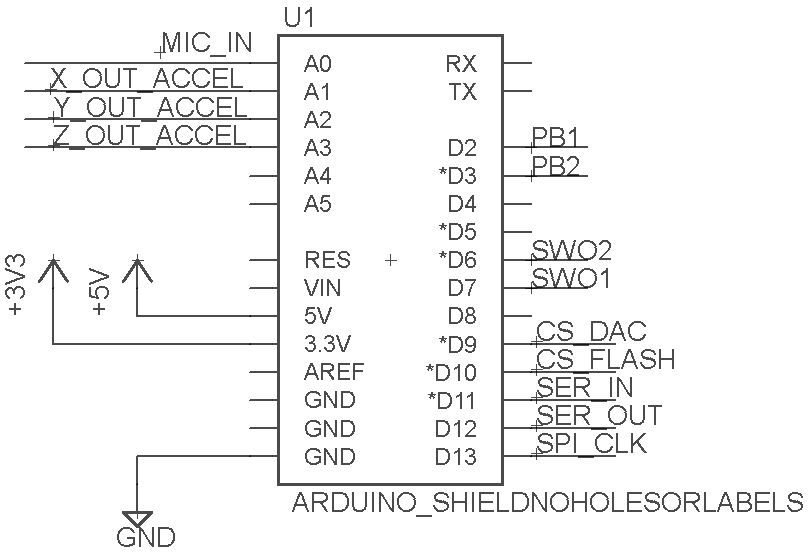 U1
MIC_IN
A0 RX
X_OUT_ACCEL
A1 TX
Y_OUT_ACCEL
A2
Z_OUT_ACCEL
A3 D2 PB1
A4 *D3 PB2
A5 D4
*D5
RES *D6 SWO2
VIN D7 SWO1
+3V3
+5V
5V D8
3.3V *D9 CS_DAC
AREF *D10 CS_FLASH
GND *D11 SER_IN
GND D12 SER_OUT
GND D13 SPI_CLK
ARDUINO_SHIELDNOHOLESORLABELS
GND